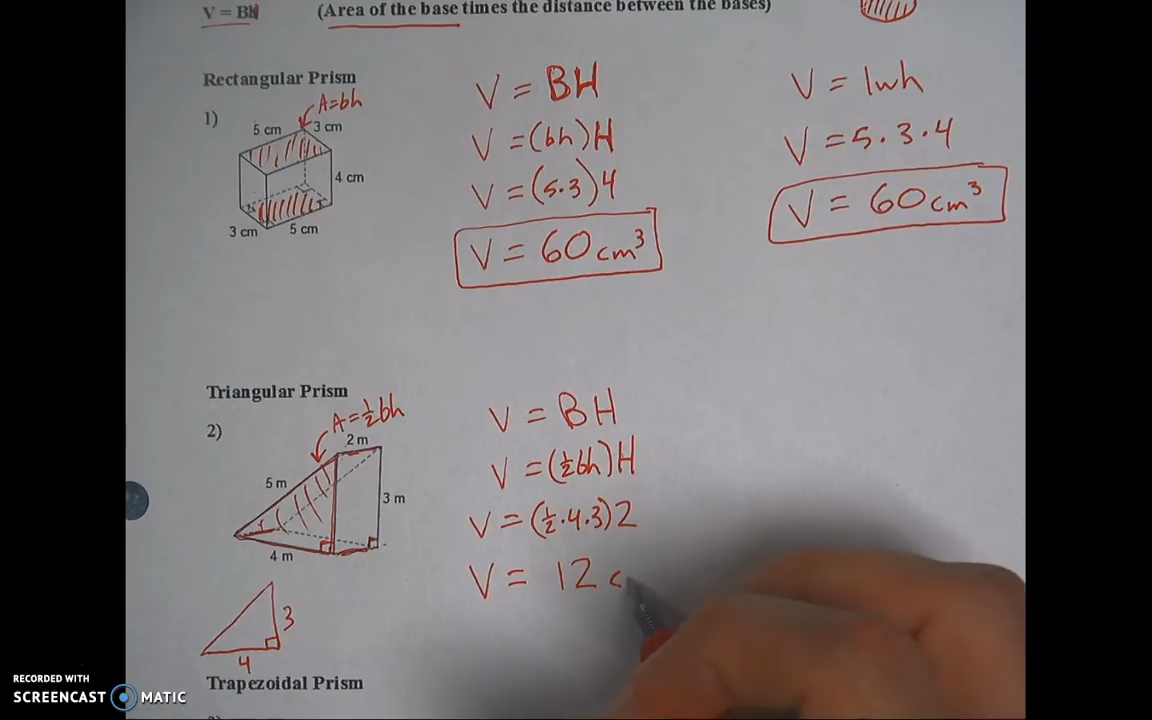 V = BH (Area of the base times the distance between the bases)
Rectangular Prism
1)
A=bh
5 cm
3 cm
4 cm
3 cm
5 cm
V = BH
V = (bh)H
V = (5·3)4
V = 60cm³
V = lwh
V = 5·3·4
V = 60cm³
Triangular Prism
2)
A=½bh
2 m
5 m
3 m
4 m
3
4
V = BH
V = (½bh)H
V = (½·4·3)2
V = 12 c
Trapezoidal Prism
RECORDED WITH
SCREENCAST MATIC